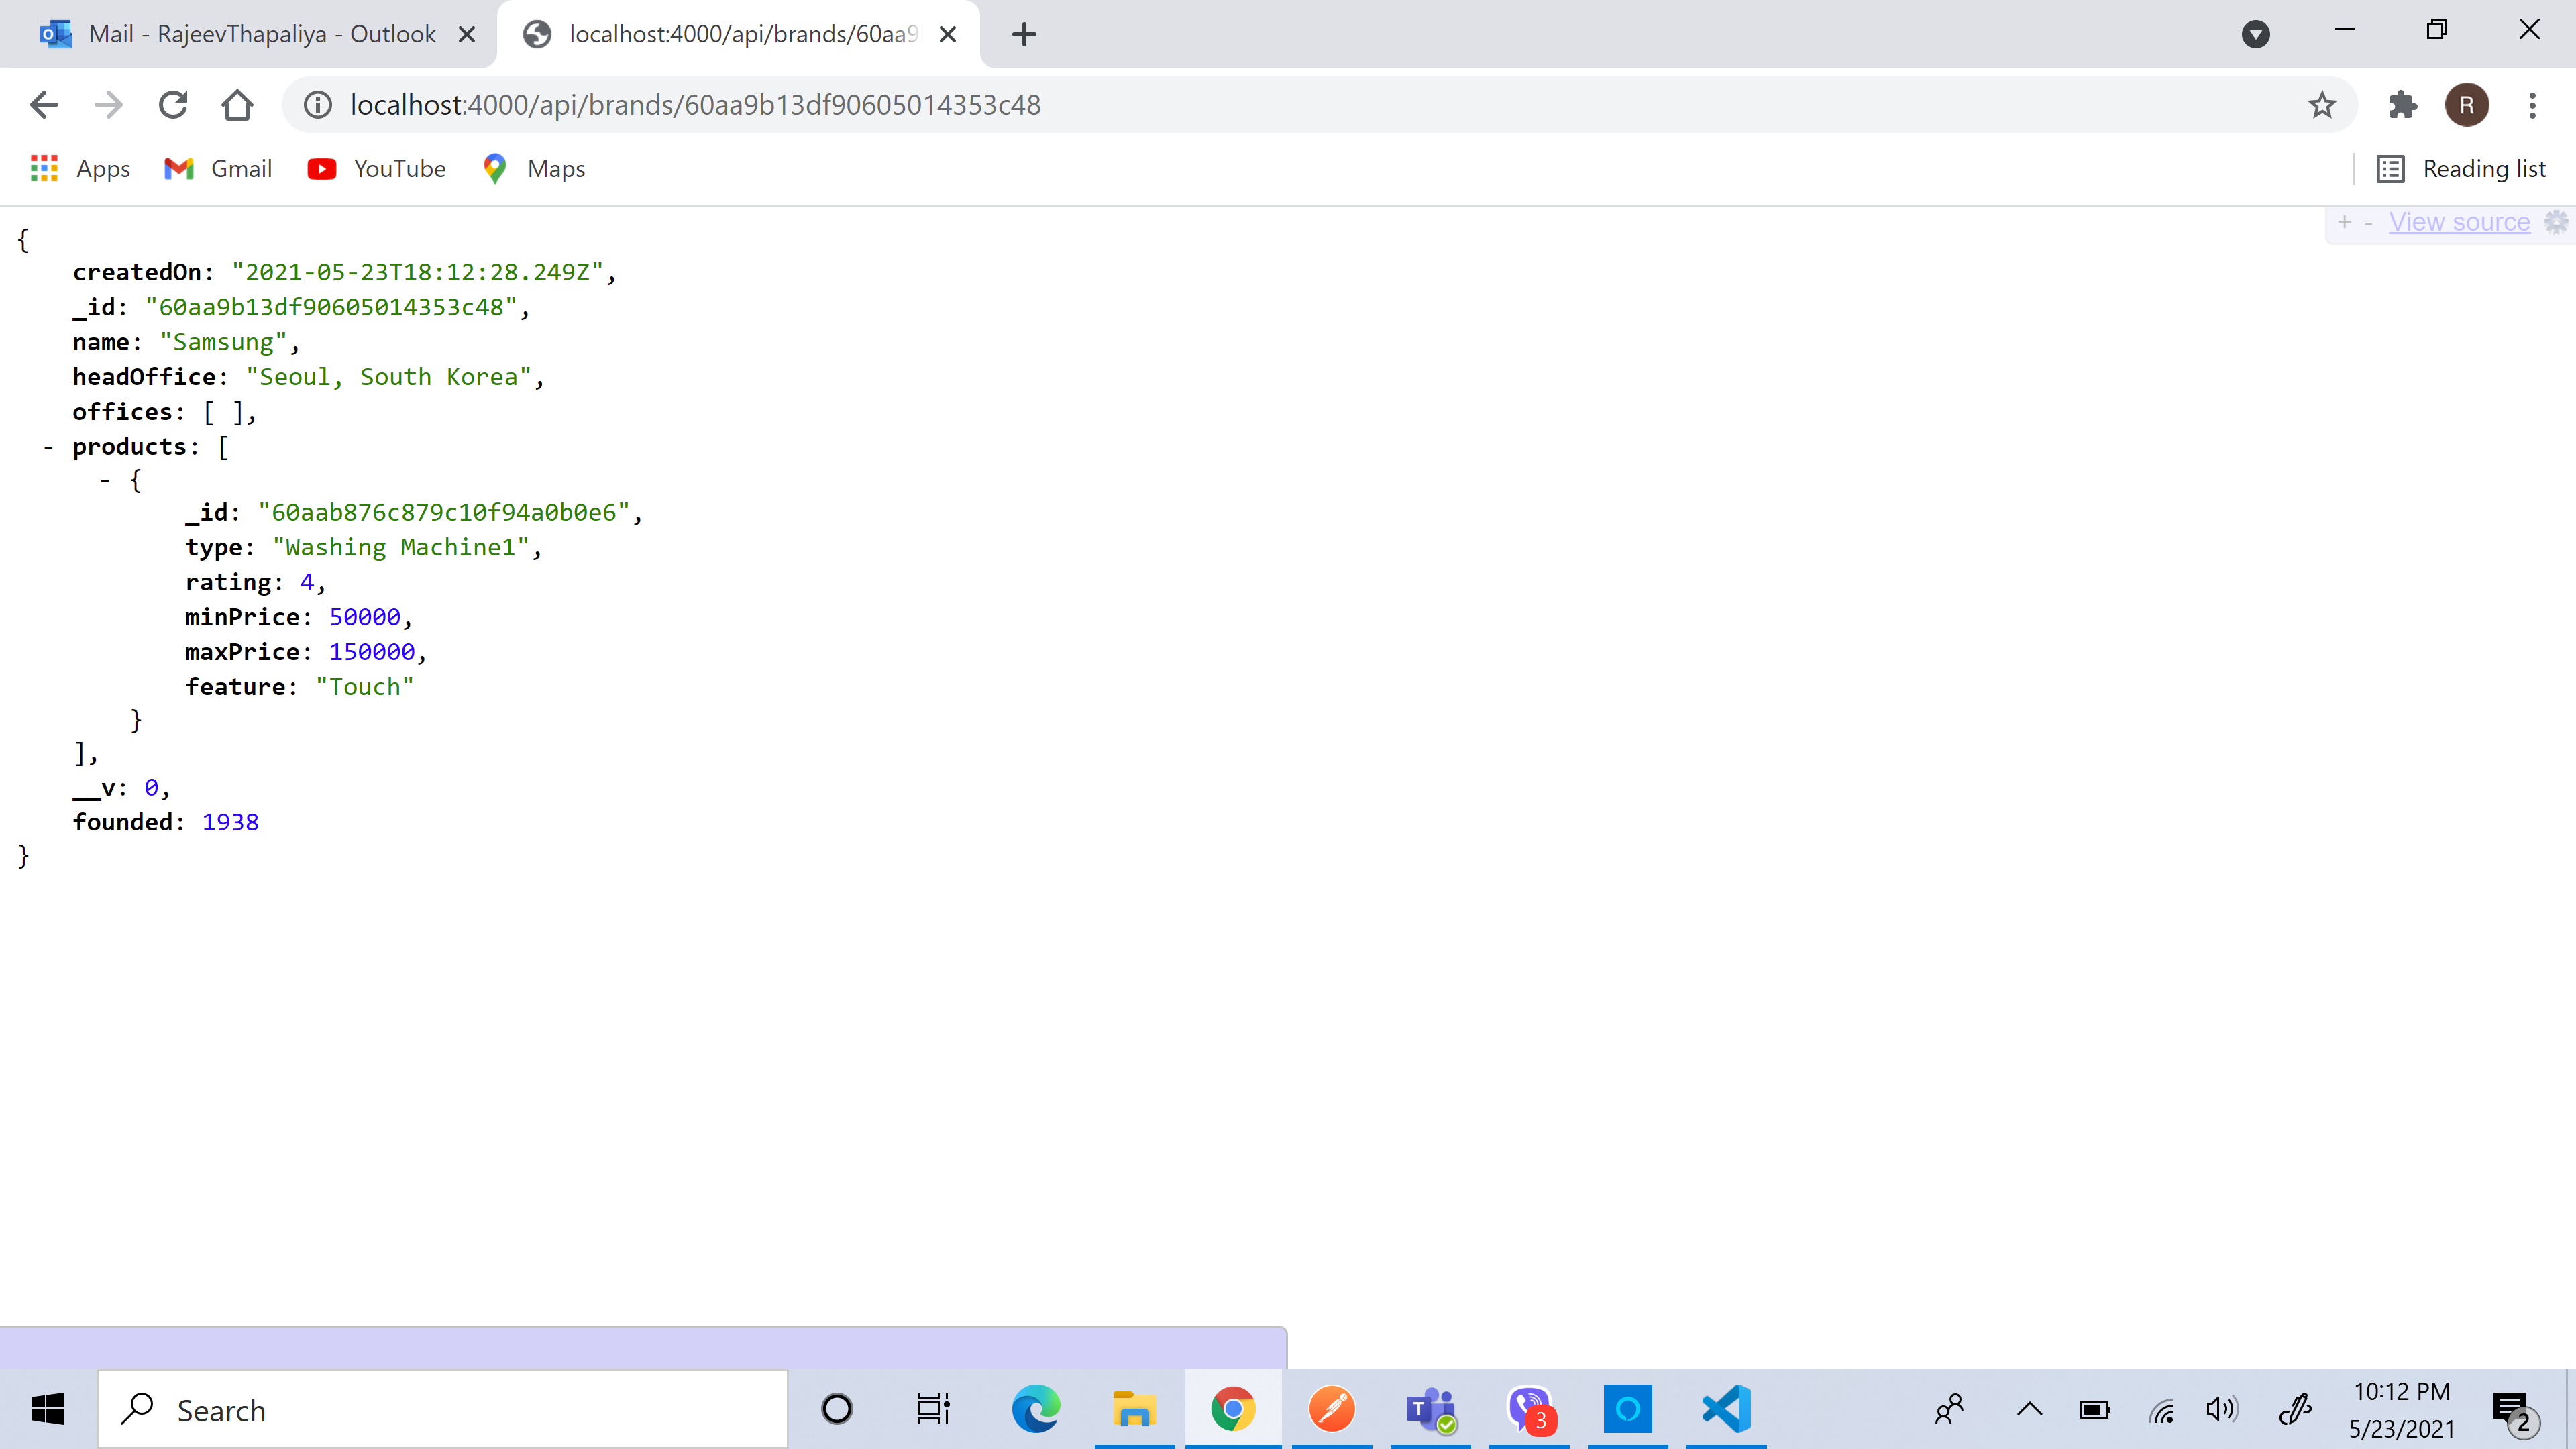 Mail - RajeevThapaliya - Outlook
localhost:4000/api/brands/60aa9
localhost:4000/api/brands/60aa9b13df90605014353c48
R
Apps
Gmail
YouTube
Maps
Reading list
+ - View source
{
createdOn: "2021-05-23T18:12:28.249Z",
_id: "60aa9b13df90605014353c48",
name: "Samsung",
headOffice: "Seoul, South Korea",
offices: [ ],
- products: [
- {
_id: "60aab876c879c10f94a0b0e6",
type: "Washing Machine1",
rating: 4,
minPrice: 50000,
maxPrice: 150000,
feature: "Touch"
}
],
__v: 0,
founded: 1938
}
Search
T
3
10:12 PM
5/23/2021
2